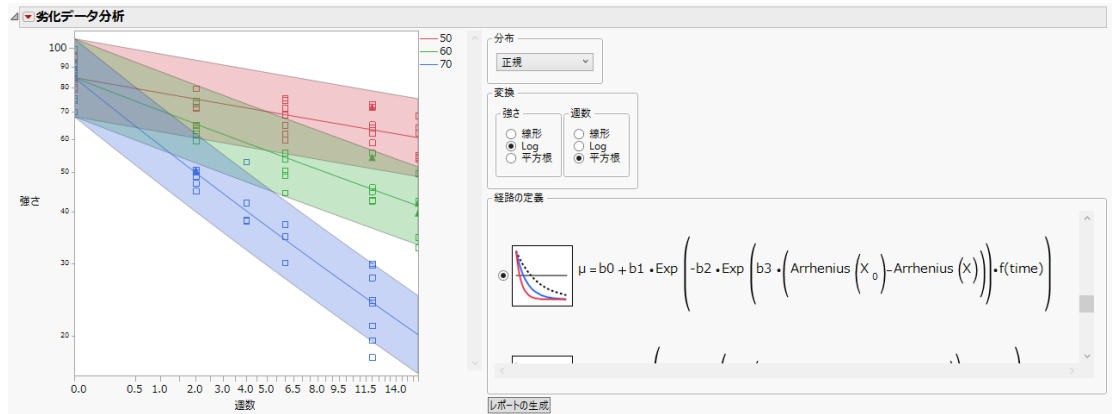 劣化データ分析
100
90
80
70
60
50
40
30
20
強さ
0.0 0.5 1.0 2.0 3.0 4.0 5.0 6.5 8.0 9.5 11.5 14.0
週数
50
60
70
分布
正規
変換
強さ
線形
Log
平方根
週数
線形
Log
平方根
経路の定義
μ = b0 + b1 • Exp ( -b2 • Exp ( b3 • ( Arrhenius ( X 0 ) - Arrhenius ( X ) ) ) • f(time) )
レポートの生成